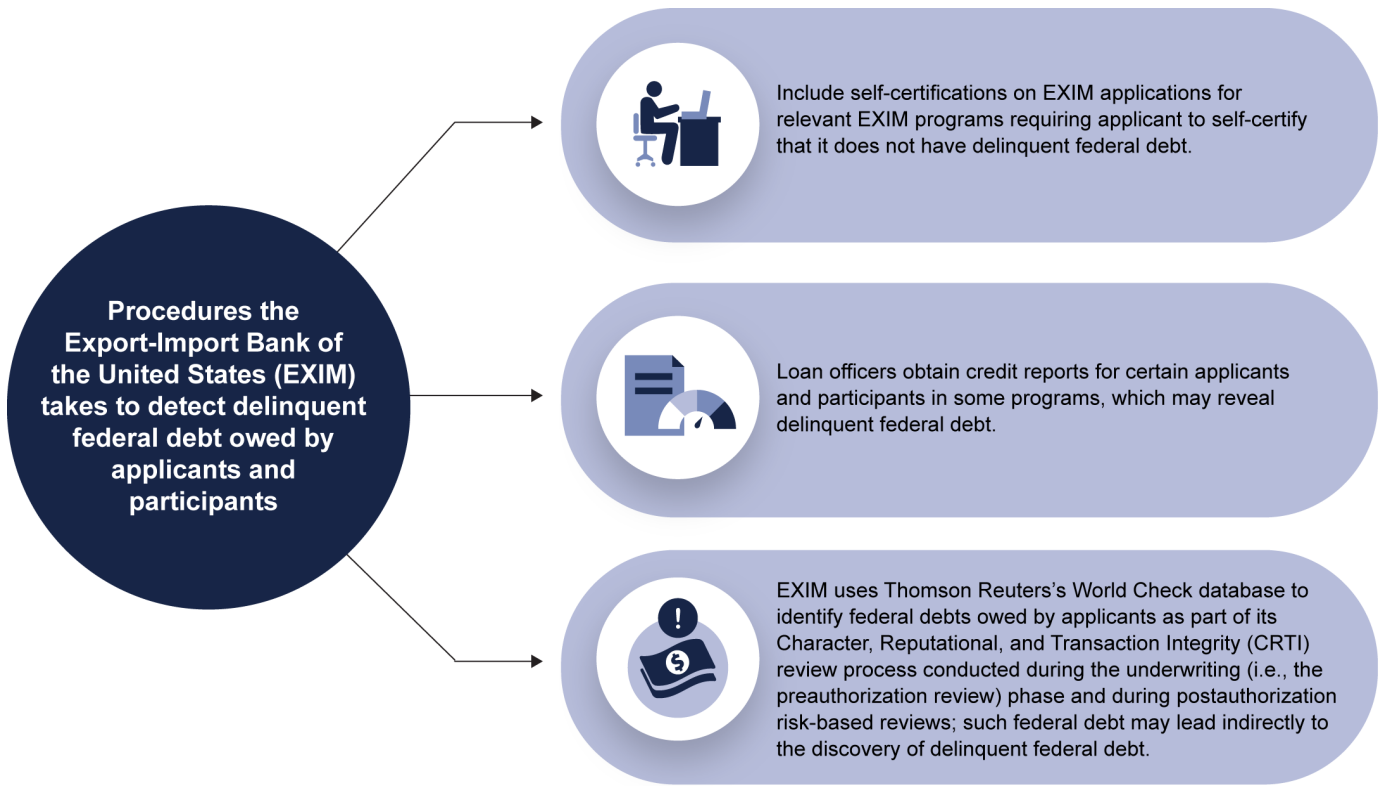 Procedures the
Export-Import Bank of
the United States (EXIM)
takes to detect delinquent
federal debt owed by
applicants and
participants
Include self-certifications on EXIM applications for
relevant EXIM programs requiring applicant to self-certify
that it does not have delinquent federal debt.
Loan officers obtain credit reports for certain applicants
and participants in some programs, which may reveal
delinquent federal debt.
!
$
EXIM uses Thomson Reuters’s World Check database to
identify federal debts owed by applicants as part of its
Character, Reputational, and Transaction Integrity (CRTI)
review process conducted during the underwriting (i.e., the
preauthorization review) phase and during postauthorization
risk-based reviews; such federal debt may lead indirectly to
the discovery of delinquent federal debt.